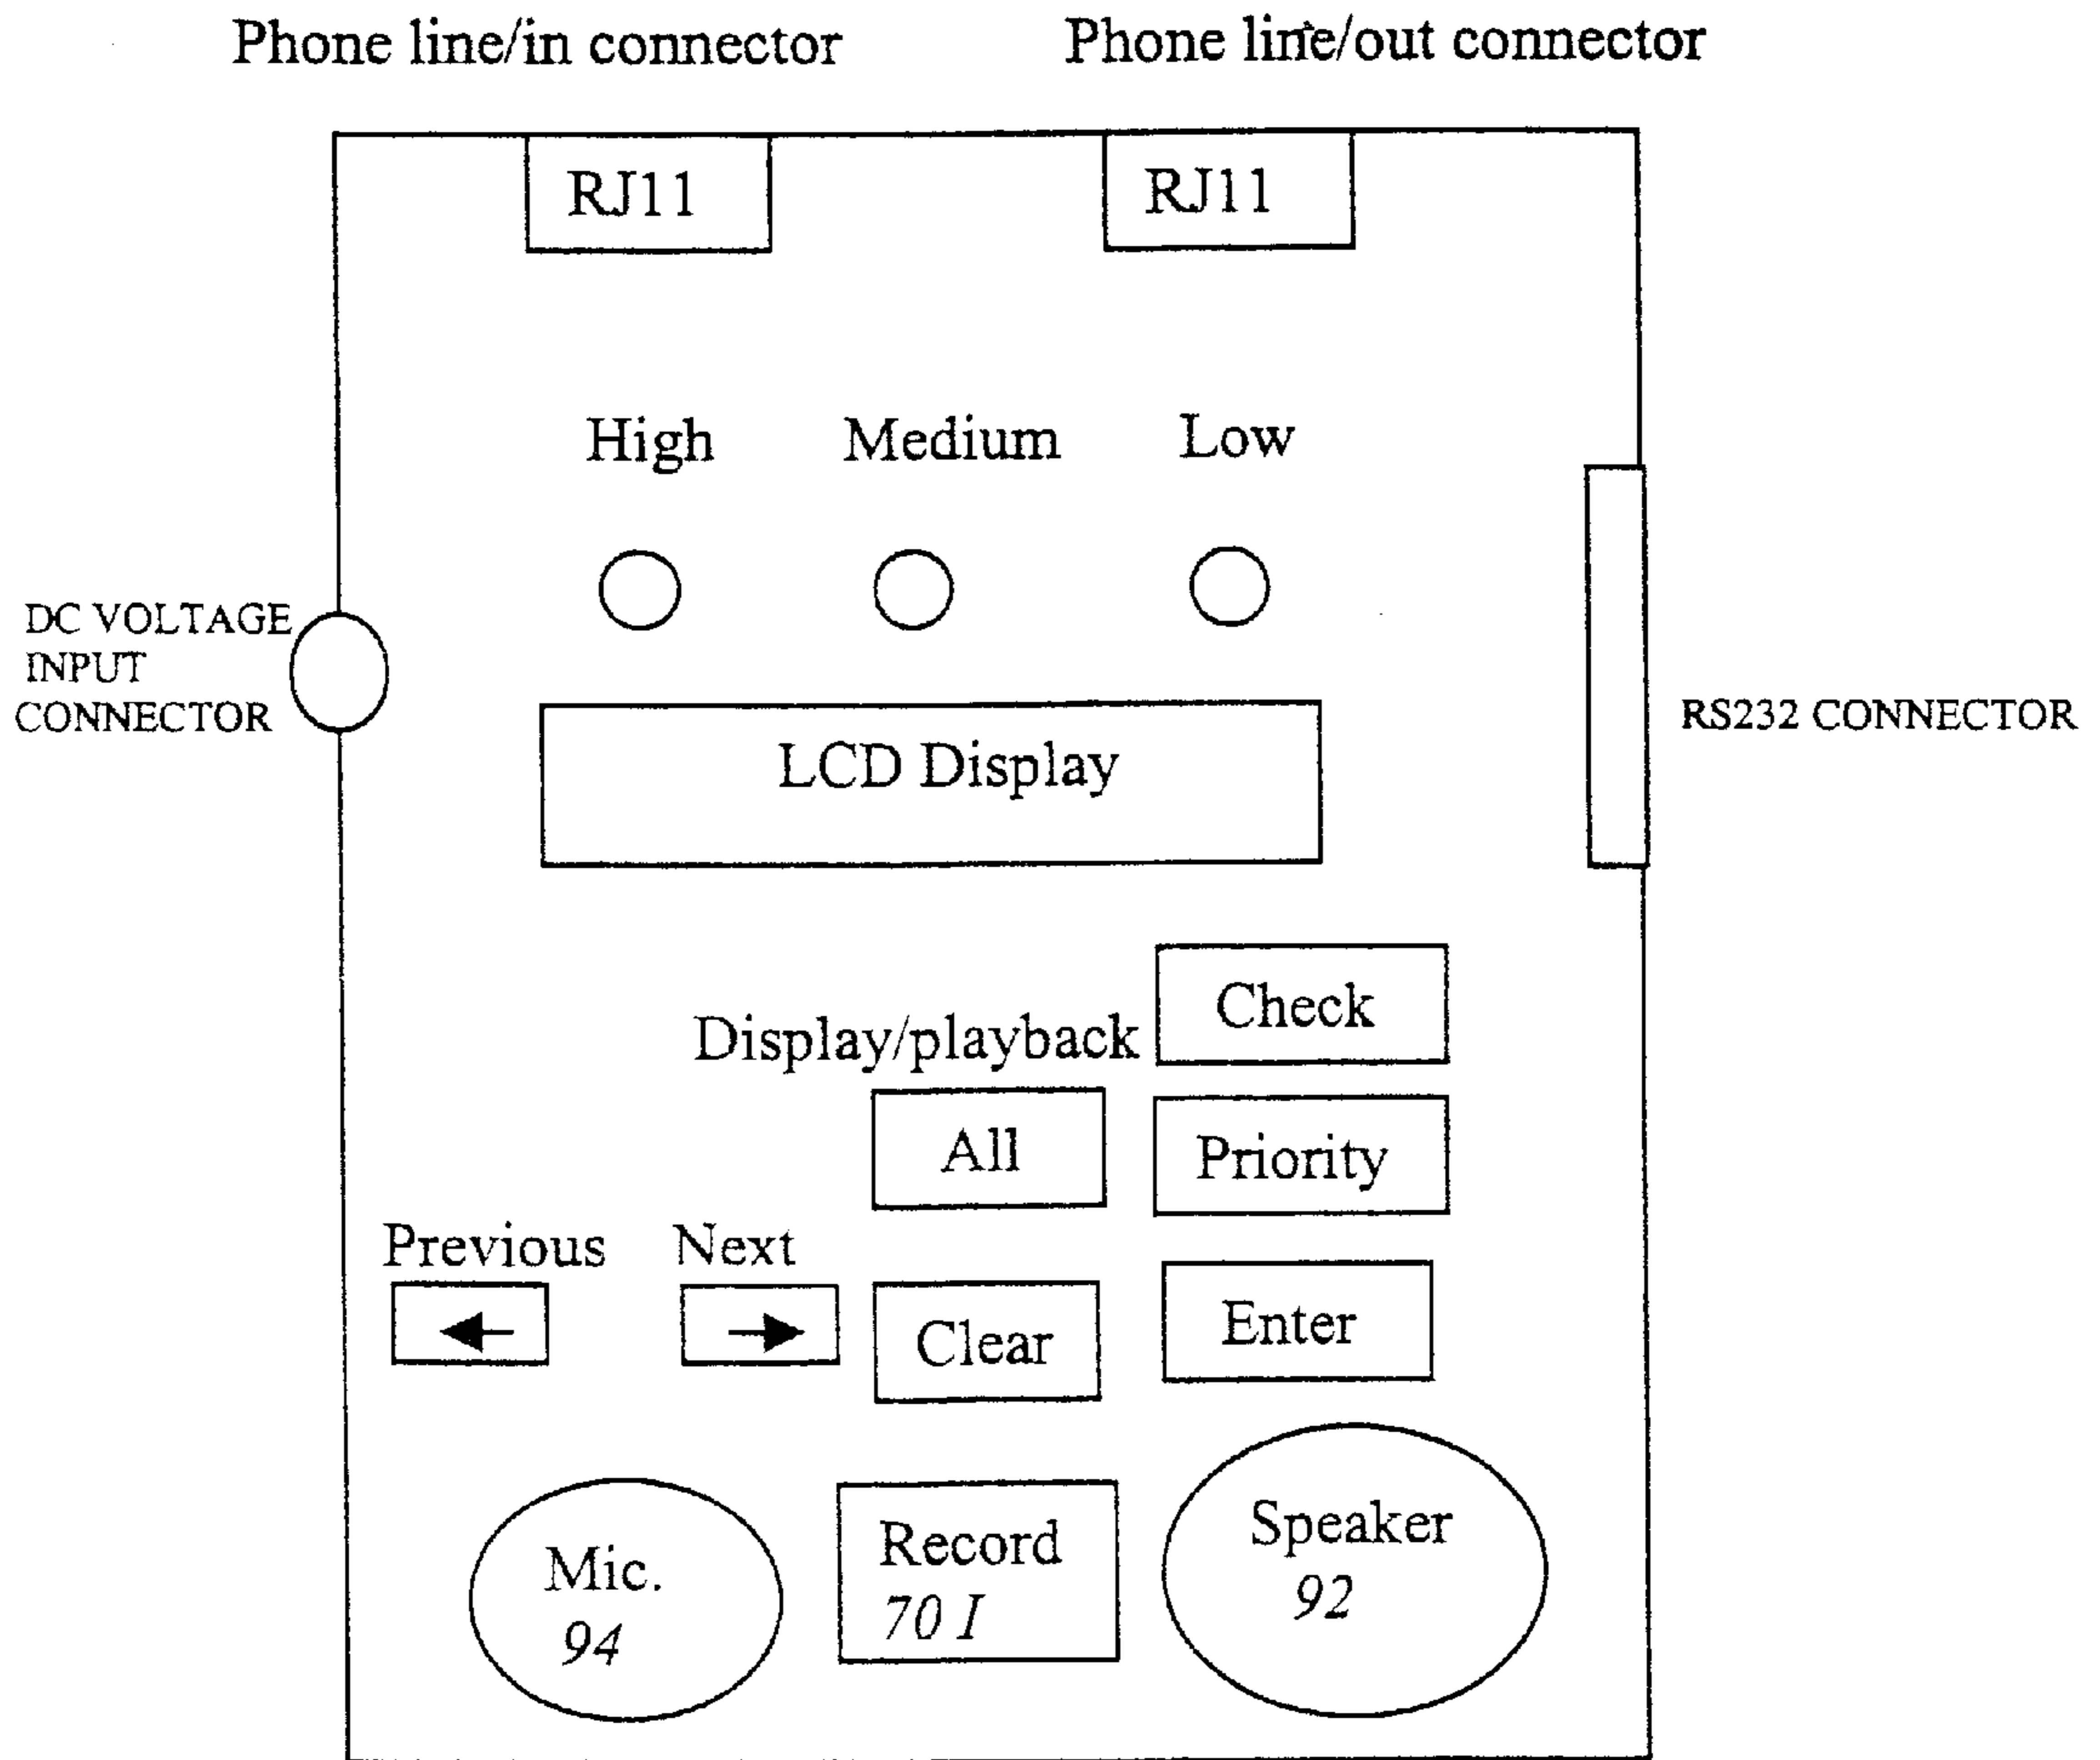 Phone line/in connector
Phone line/out connector
RJ11
RJ11
High
Medium
Low
DC VOLTAGE
INPUT
CONNECTOR
LCD Display
RS232 CONNECTOR
Check
Display/playback
All
Priority
Previous
Next
Clear
Enter
Mic.
94
Record
70 I
Speaker
92